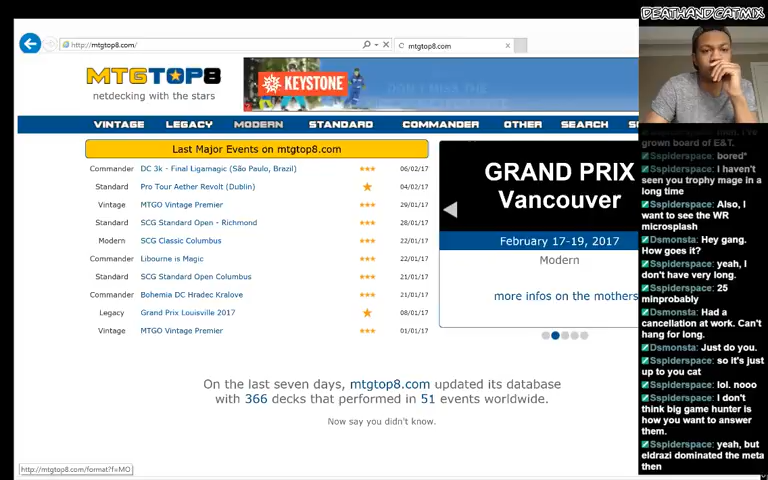 DEATHANDCATMIX
http://mtgtop8.com/
mtgtop8.com
MTGTOP8
netdecking with the stars
KEYSTONE
DON'T MISS THE
VINTAGE LEGACY MODERN STANDARD COMMANDER OTHER SEARCH
Last Major Events on mtgtop8.com
Commander DC 3k - Final Ligamagic (São Paulo, Brazil) 06/02/17
Standard Pro Tour Aether Revolt (Dublin) 04/02/17
Vintage MTGO Vintage Premier 29/01/17
Standard SCG Standard Open - Richmond 28/01/17
Modern SCG Classic Columbus 22/01/17
Commander Libourne is Magic 22/01/17
Standard SCG Standard Open Columbus 21/01/17
Commander Bohemia DC Hradec Kralove 21/01/17
Legacy Grand Prix Louisville 2017 08/01/17
Vintage MTGO Vintage Premier 01/01/17
GRAND PRIX
Vancouver
February 17-19, 2017
Modern
more infos on the mothers
On the last seven days, mtgtop8.com updated its database
with 366 decks that performed in 51 events worldwide.
Now say you didn't know.
http://mtgtop8.com/format?f=MO
grown board of E&T.
Sspiderspace: bored*
Sspiderspace: I haven't
seen you trophy mage in a
long time
Sspiderspace: Also, I
want to see the WR
microsplash
Dsmonsta: Hey gang.
How goes it?
Sspiderspace: yeah, I
don't have very long.
Sspiderspace: 25
minprobably
Dsmonsta: Had a
cancellation at work. Can't
hang for long.
Dsmonsta: Just do you.
Sspiderspace: so it's just
up to you cat
Sspiderspace: lol. nooo
Sspiderspace: I don't
think big game hunter is
how you want to answer
them.
Sspiderspace: yeah, but
eldrazi dominated the meta
then